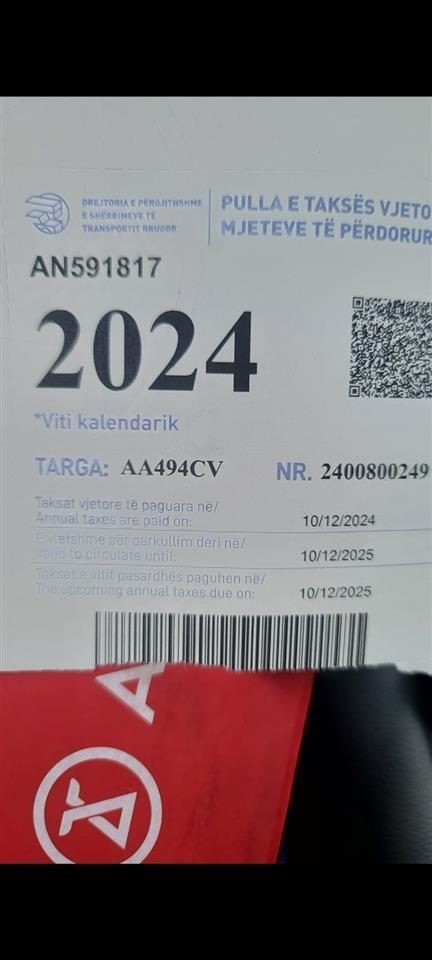 DREJTORIA E PËRGJITHSHME
E SHËRBIMEVE TË
TRANSPORTIT RRUGOR
PULLA E TAKSËS VJETO
MJETEVE TË PËRDORUR
AN591817
2024
*Viti kalendarik
TARGA: AA494CV NR. 2400800249
Taksat vjetore të paguara në/
Annual taxes are paid on: 10/12/2024
E vletshme për qarkullim deri në/
Valid to circulate until: 10/12/2025
Taksat e vitit pasardhës paguhen në/
The upcoming annual taxes due on: 10/12/2025
A